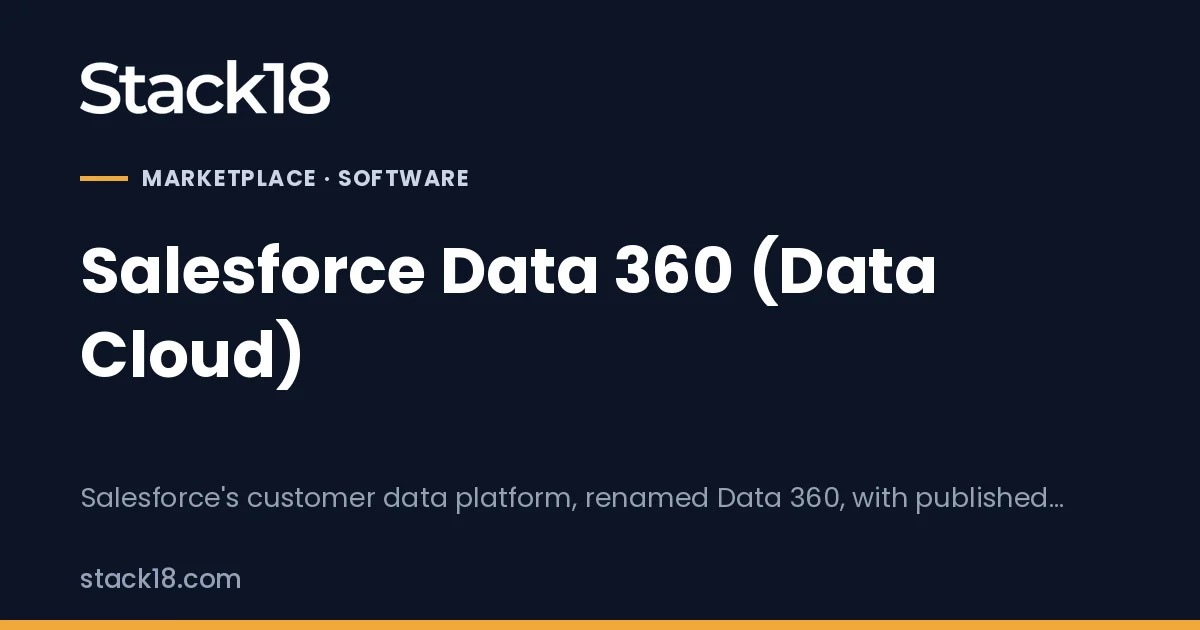 Stack18
MARKETPLACE · SOFTWARE
Salesforce Data 360 (Data
Cloud)
Salesforce's customer data platform, renamed Data 360, with published…
stack18.com